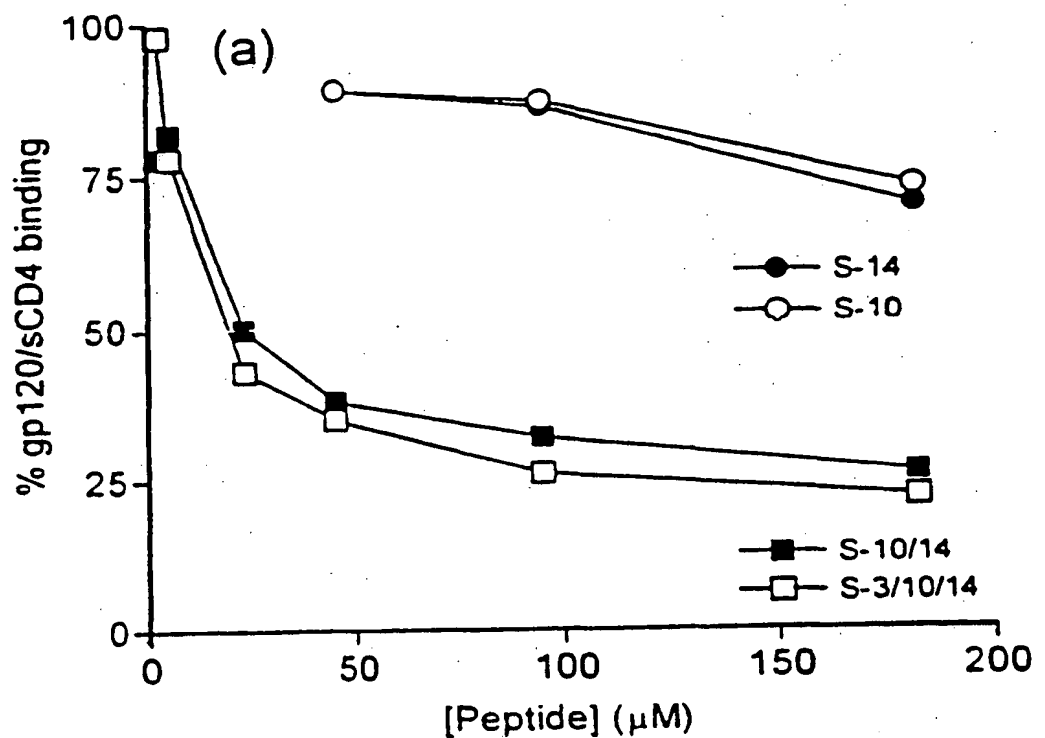 100
(a)
75
50
25
0
% gp120/sCD4 binding
S-14
S-10
S-10/14
S-3/10/14
0 50 100 150 200
[Peptide] (μM)